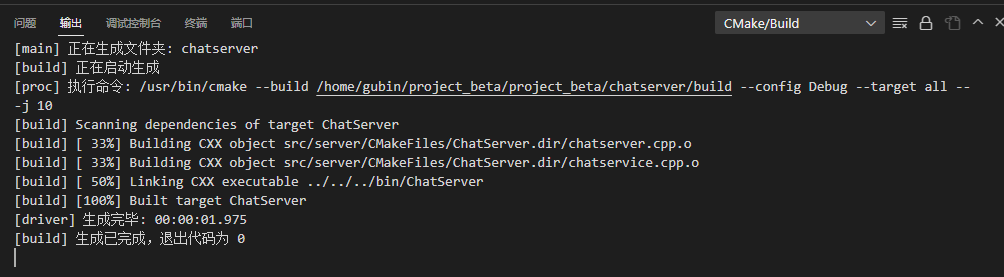 问题 输出 调试控制台 终端 端口 CMake/Build
[main] 正在生成文件夹: chatserver
[build] 正在启动生成
[proc] 执行命令: /usr/bin/cmake --build /home/gubin/project_beta/project_beta/chatserver/build --config Debug --target all --
-j 10
[build] Scanning dependencies of target ChatServer
[build] [ 33%] Building CXX object src/server/CMakeFiles/ChatServer.dir/chatserver.cpp.o
[build] [ 33%] Building CXX object src/server/CMakeFiles/ChatServer.dir/chatservice.cpp.o
[build] [ 50%] Linking CXX executable ../../../bin/ChatServer
[build] [100%] Built target ChatServer
[driver] 生成完毕: 00:00:01.975
[build] 生成已完成，退出代码为 0